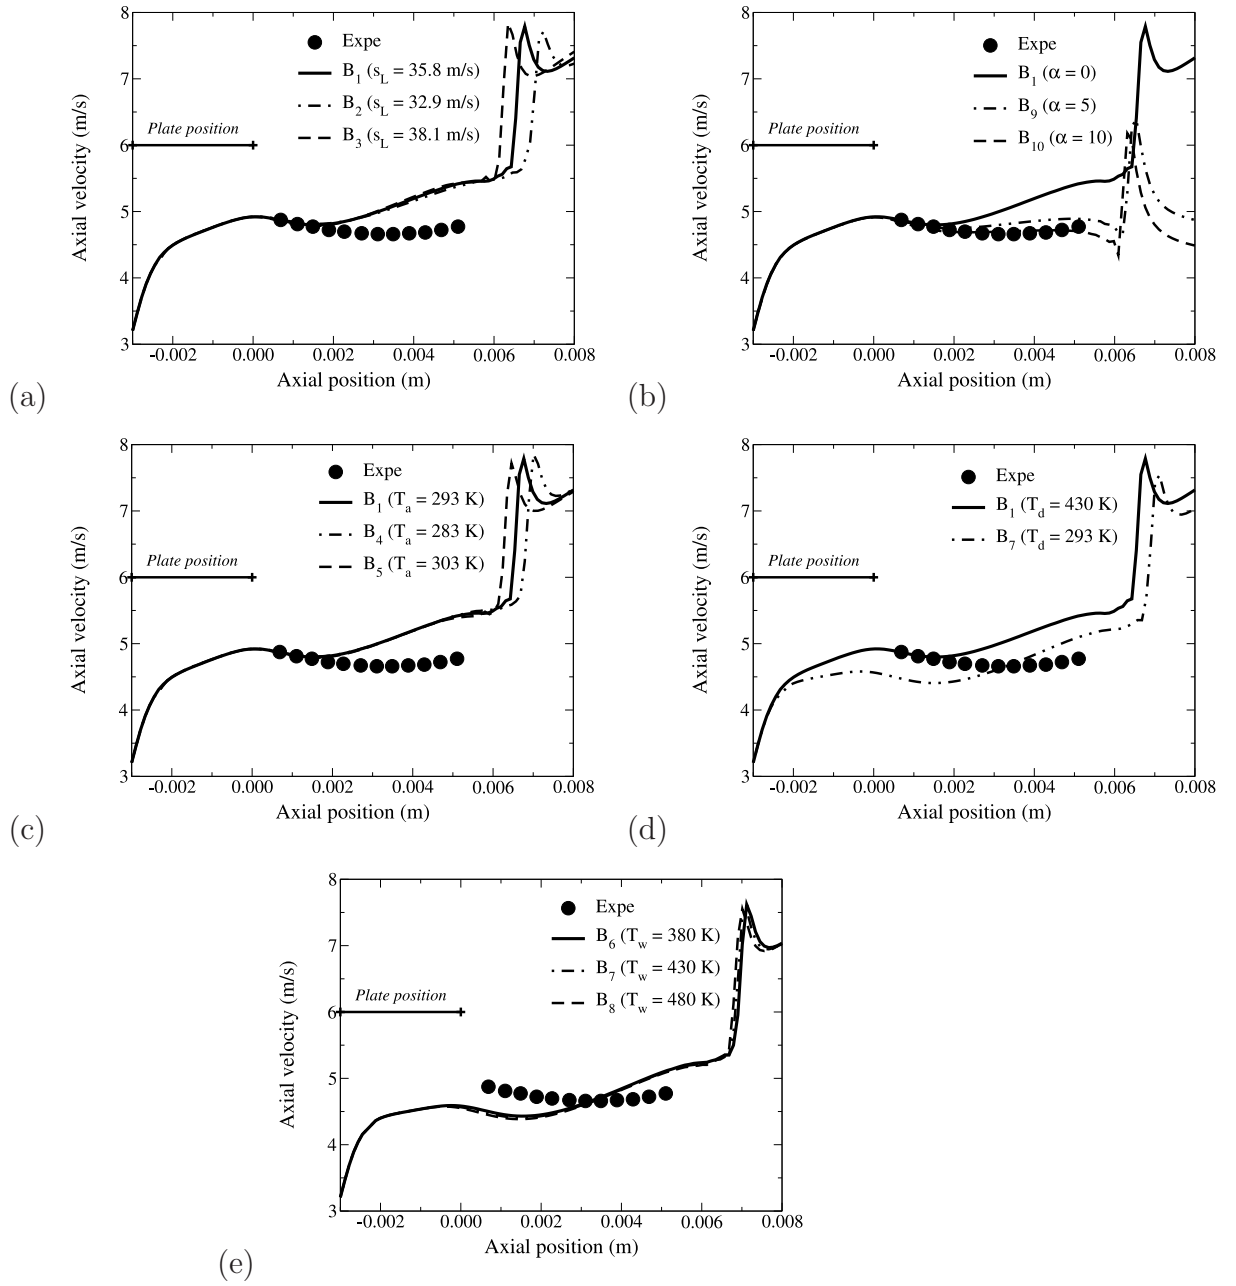 8
7
6
5
4
3
Axial velocity (m/s)
Expe
B1 (sL = 35.8 m/s)
B2 (sL = 32.9 m/s)
B3 (sL = 38.1 m/s)
Plate position
-0.002 0.000 0.002 0.004 0.006 0.008
Axial position (m)
(a)
8
7
6
5
4
3
Axial velocity (m/s)
Expe
B1 (α = 0)
B9 (α = 5)
B10 (α = 10)
Plate position
-0.002 0.000 0.002 0.004 0.006 0.008
Axial position (m)
(b)
8
7
6
5
4
3
Axial velocity (m/s)
Expe
B1 (Ta = 293 K)
B4 (Ta = 283 K)
B5 (Ta = 303 K)
Plate position
-0.002 0.000 0.002 0.004 0.006 0.008
Axial position (m)
(c)
8
7
6
5
4
3
Axial velocity (m/s)
Expe
B1 (Td = 430 K)
B7 (Td = 293 K)
Plate position
-0.002 0.000 0.002 0.004 0.006 0.008
Axial position (m)
(d)
8
7
6
5
4
3
Axial velocity (m/s)
Expe
B6 (Tw = 380 K)
B7 (Tw = 430 K)
B8 (Tw = 480 K)
Plate position
-0.002 0.000 0.002 0.004 0.006 0.008
Axial position (m)
(e)